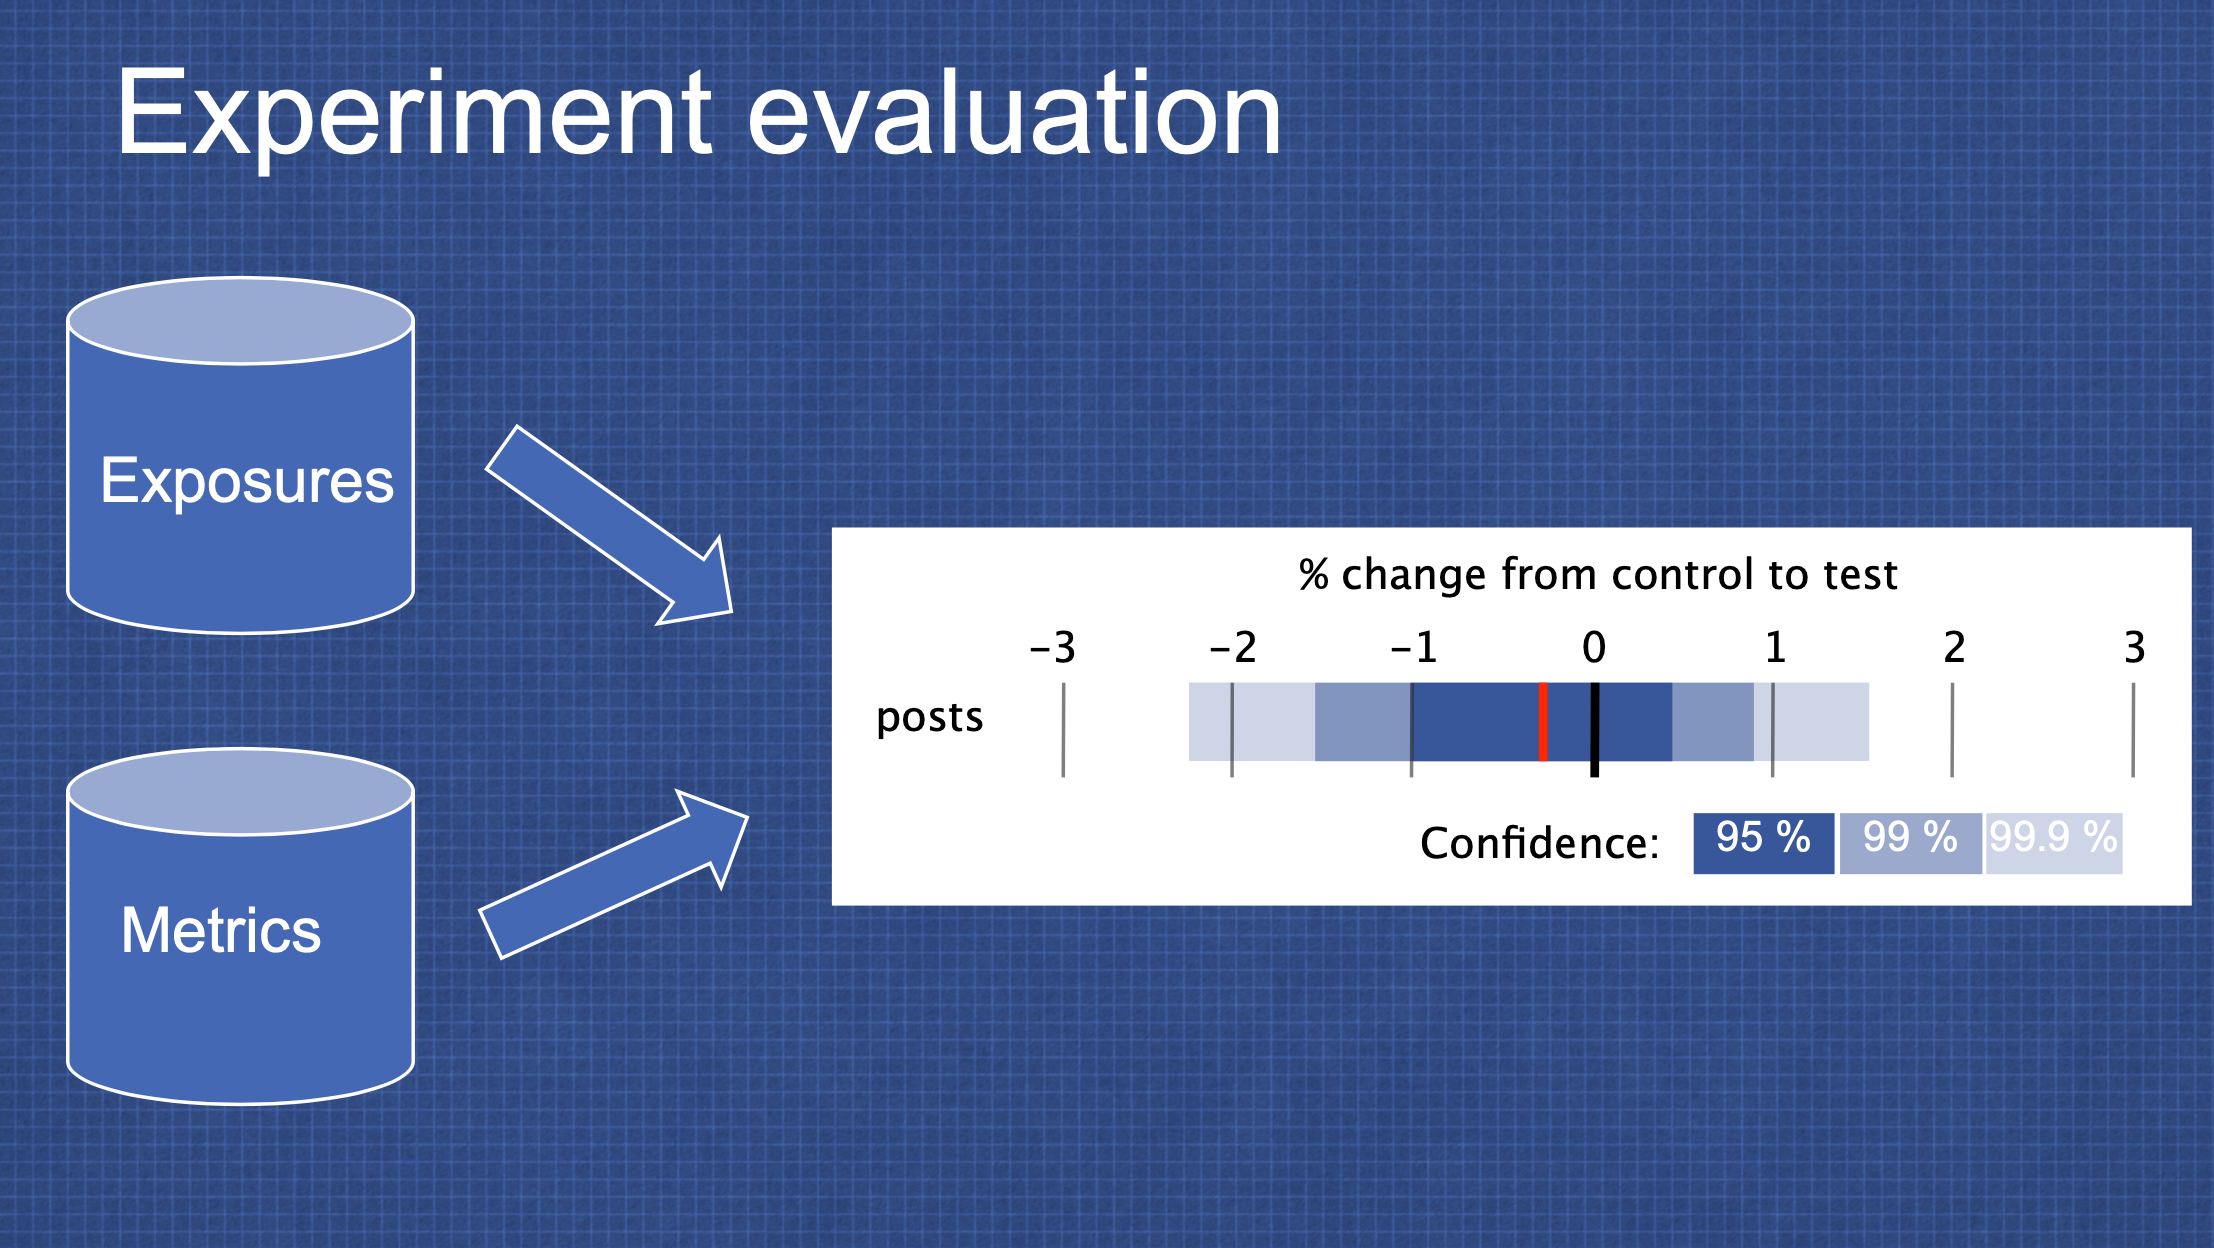 Experiment evaluation
Exposures
Metrics
% change from control to test
-3 -2 -1 0 1 2 3
posts
Confidence: 95 % 99 % 99.9 %